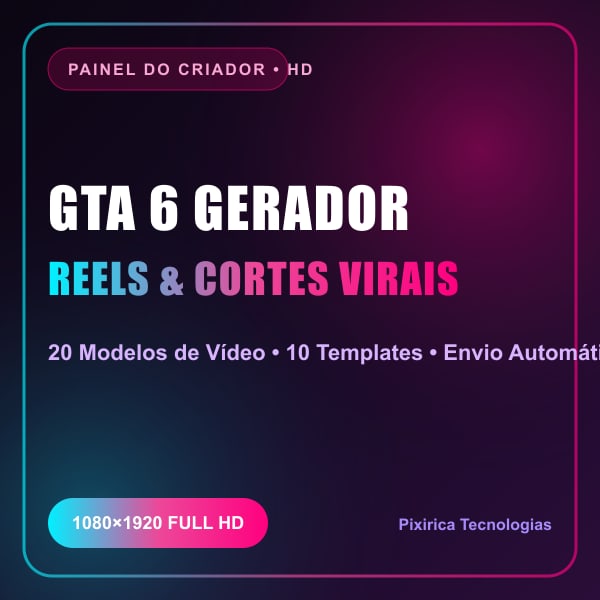 PAINEL DO CRIADOR • HD
GTA 6 GERADOR
REELS & CORTES VIRAIS
20 Modelos de Vídeo • 10 Templates • Envio Automáti
1080×1920 FULL HD
Pixirica Tecnologias